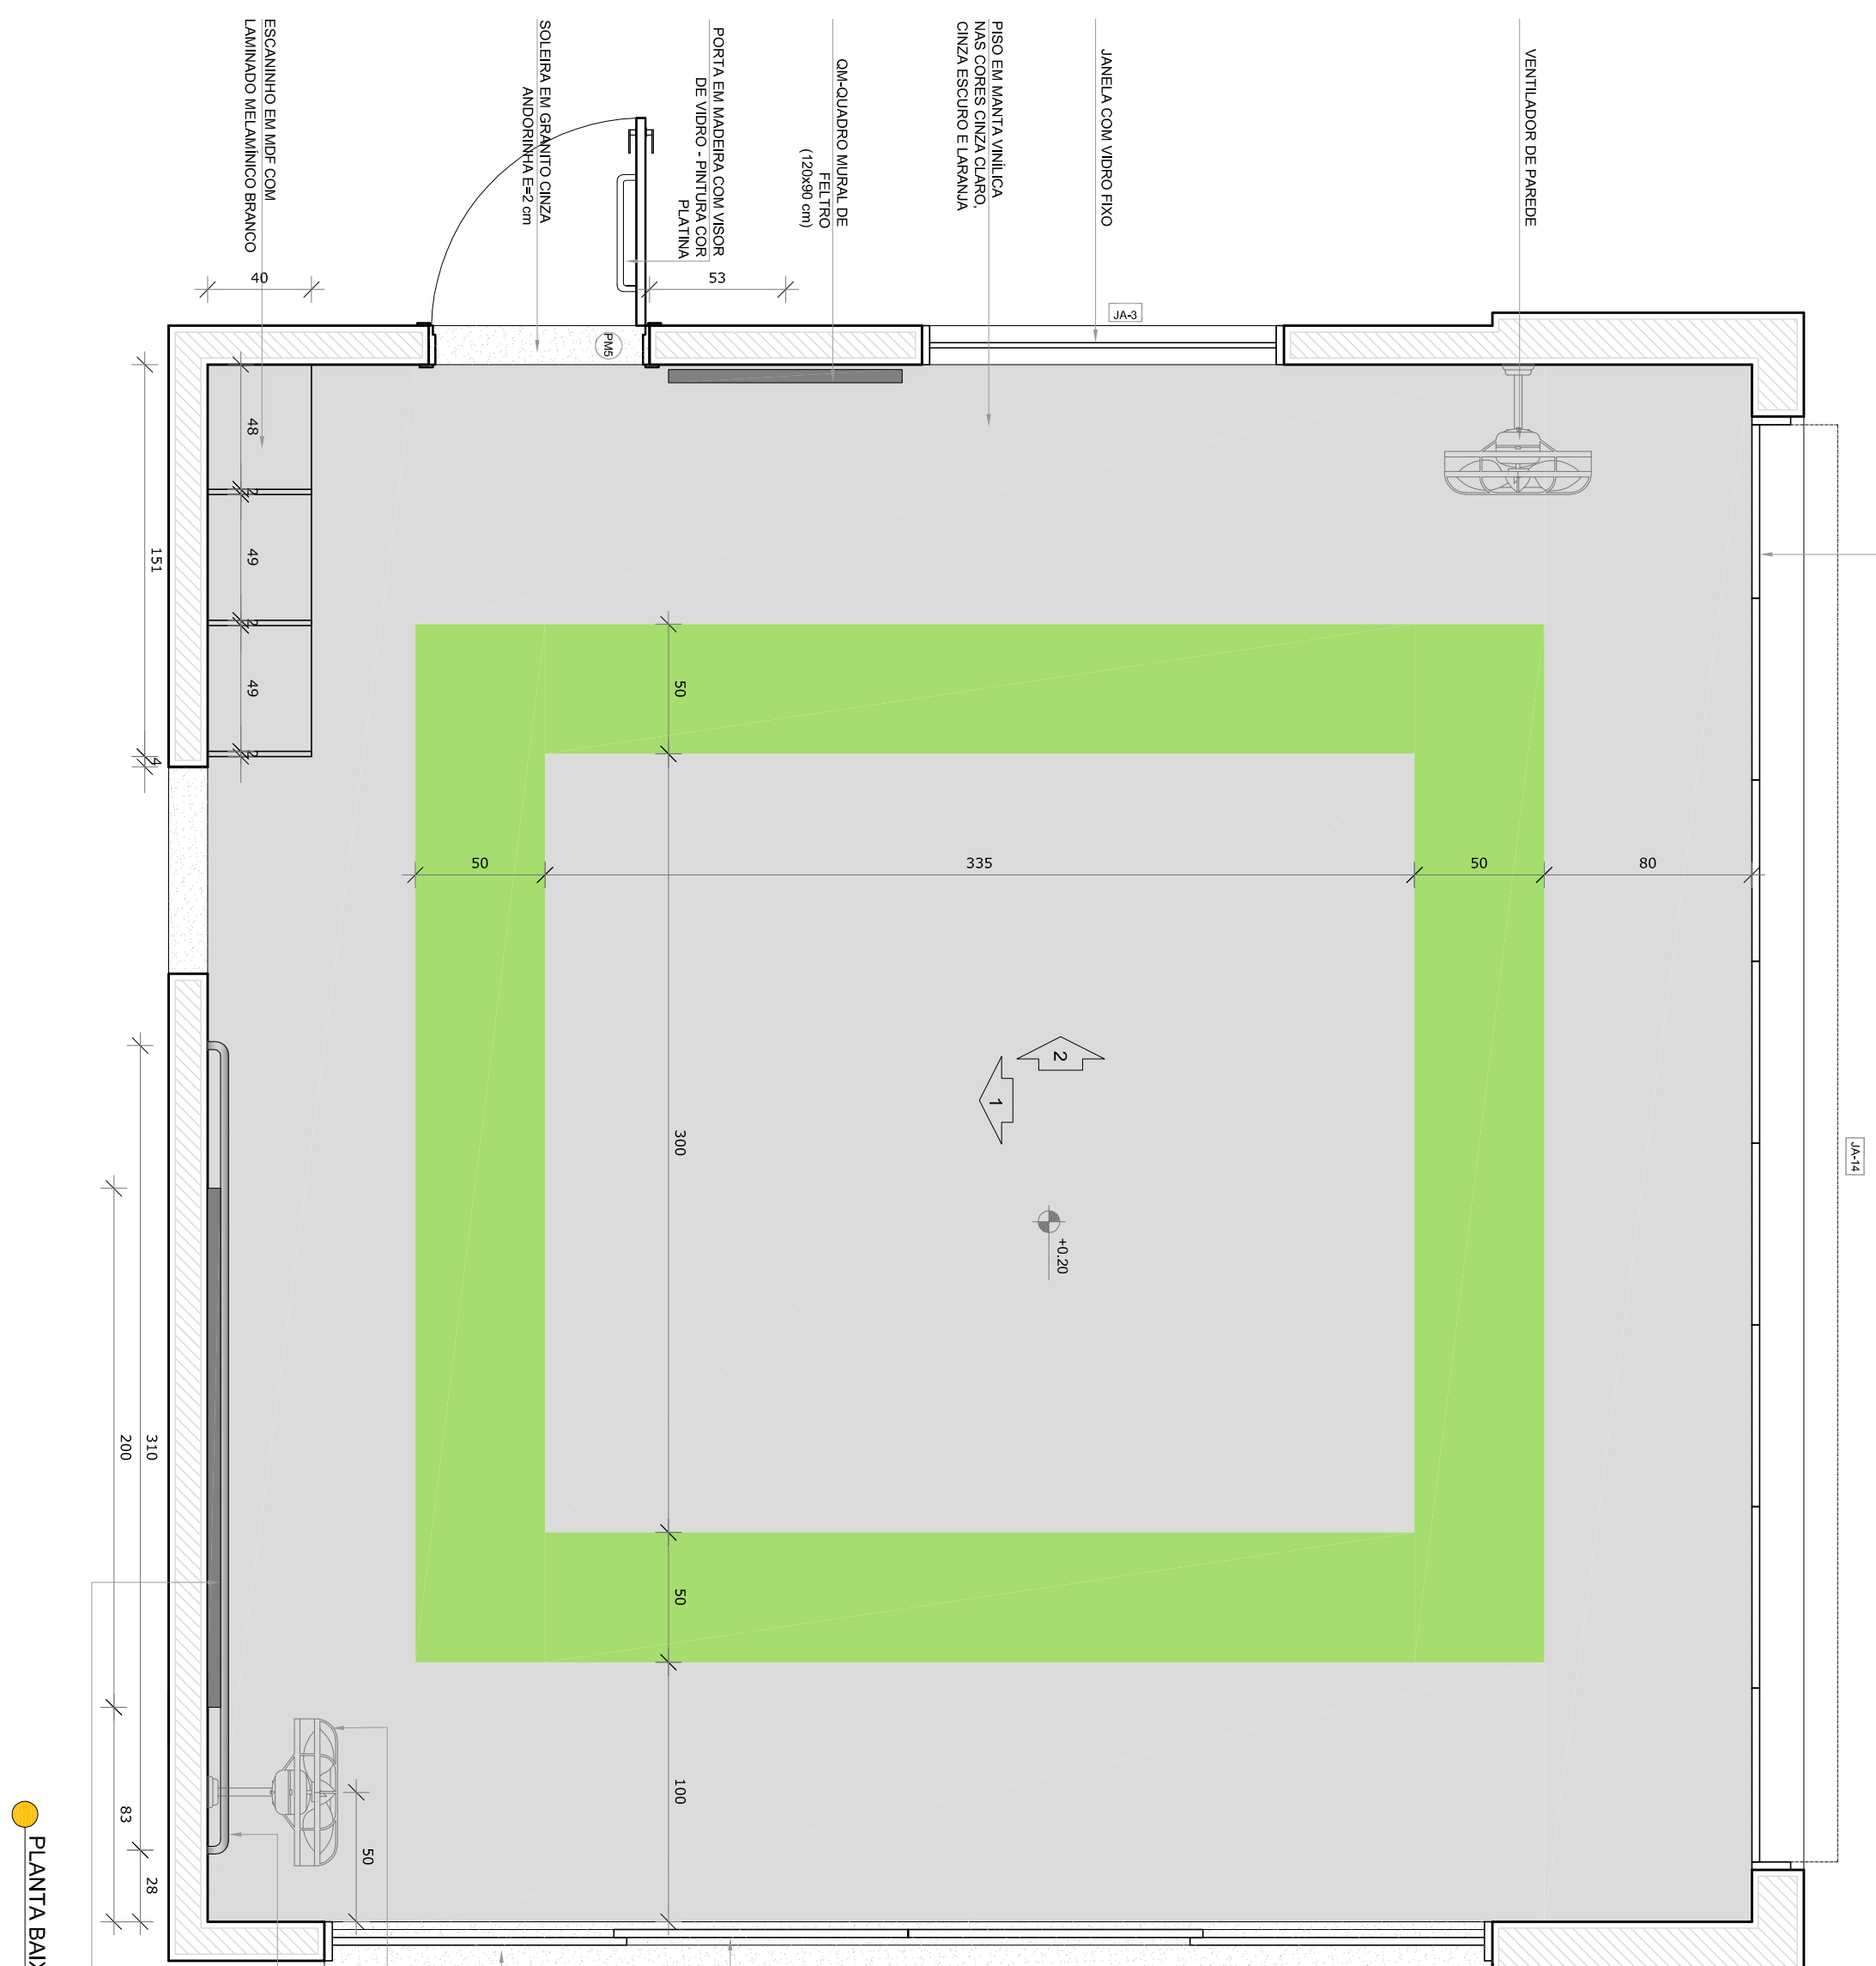 ESCANINHO EM MDF COM
LAMINADO MELAMÍNICO BRANCO
SOLEIRA EM GRANITO CINZA
ANDORINHA E=2 cm
PORTA EM MADEIRA COM VISOR
DE VIDRO - PINTURA COR
PLATINA
QM-QUADRO MURAL DE
FELTRO
(120x90 cm)
PISO EM MANTA VINÍLICA
NAS CORES CINZA CLARO,
CINZA ESCURO E LARANJA
JANELA COM VIDRO FIXO
VENTILADOR DE PAREDE
40
53
JA-3
PM5
48
2
49
2
49
2
151
4
50
50
335
50
80
300
2
1
+0.20
JA-14
50
100
310
200
83
28
50
PLANTA BAIX